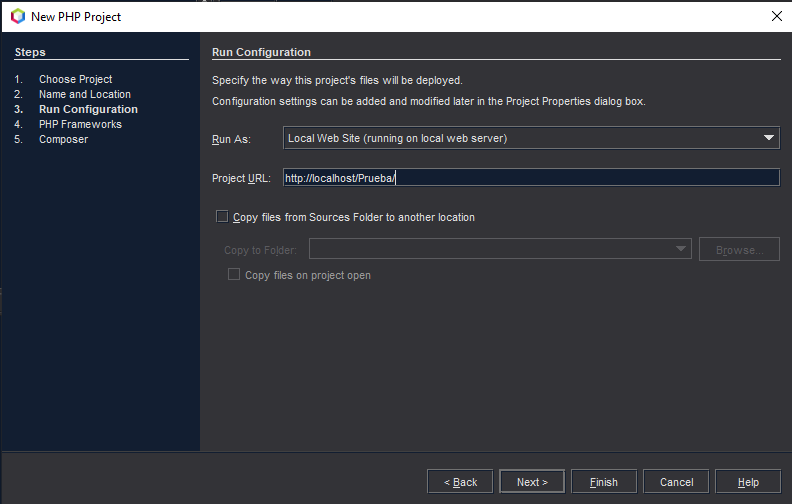 New PHP Project
Steps
1. Choose Project
2. Name and Location
3. Run Configuration
4. PHP Frameworks
5. Composer
Run Configuration
Specify the way this project's files will be deployed.
Configuration settings can be added and modified later in the Project Properties dialog box.
Run As: Local Web Site (running on local web server)
Project URL: http://localhost/Prueba/
Copy files from Sources Folder to another location
Copy to Folder: Browse...
Copy files on project open
< Back Next > Finish Cancel Help